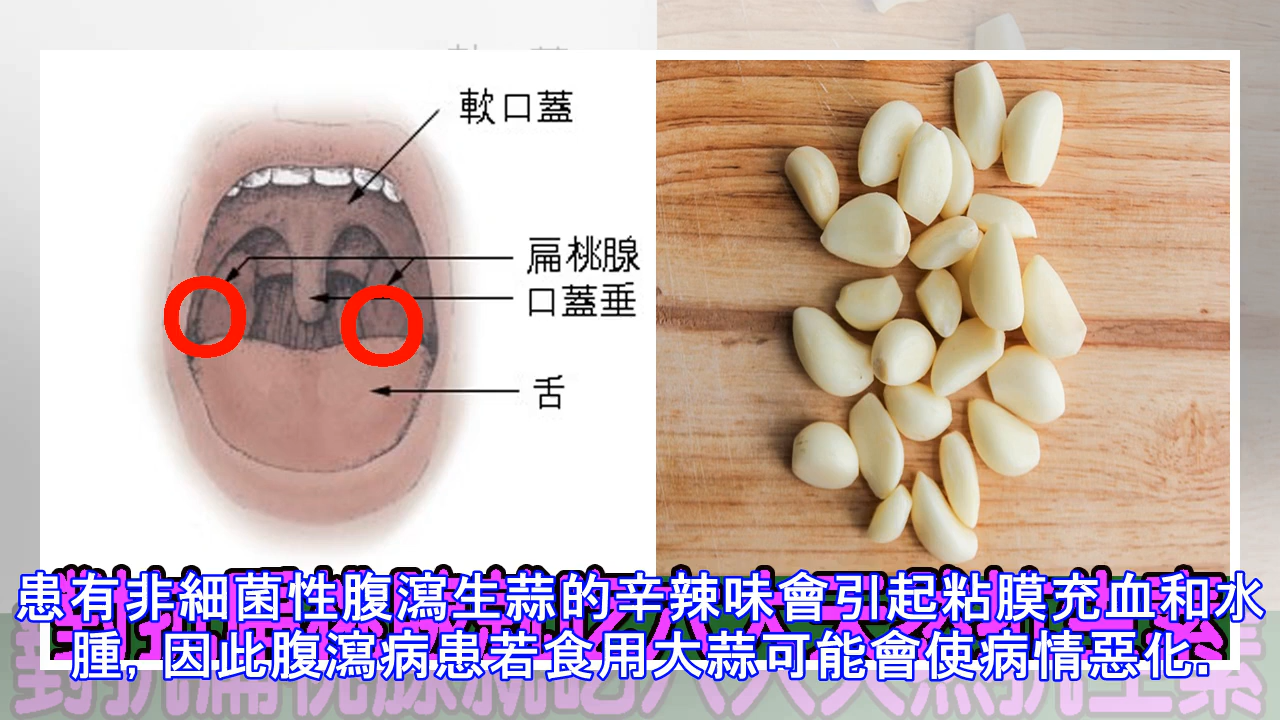 軟口蓋
扁桃腺
口蓋垂
舌
患有非細菌性腹瀉生蒜的辛辣味會引起粘膜充血和水
腫, 因此腹瀉病患若食用大蒜可能會使病情惡化.